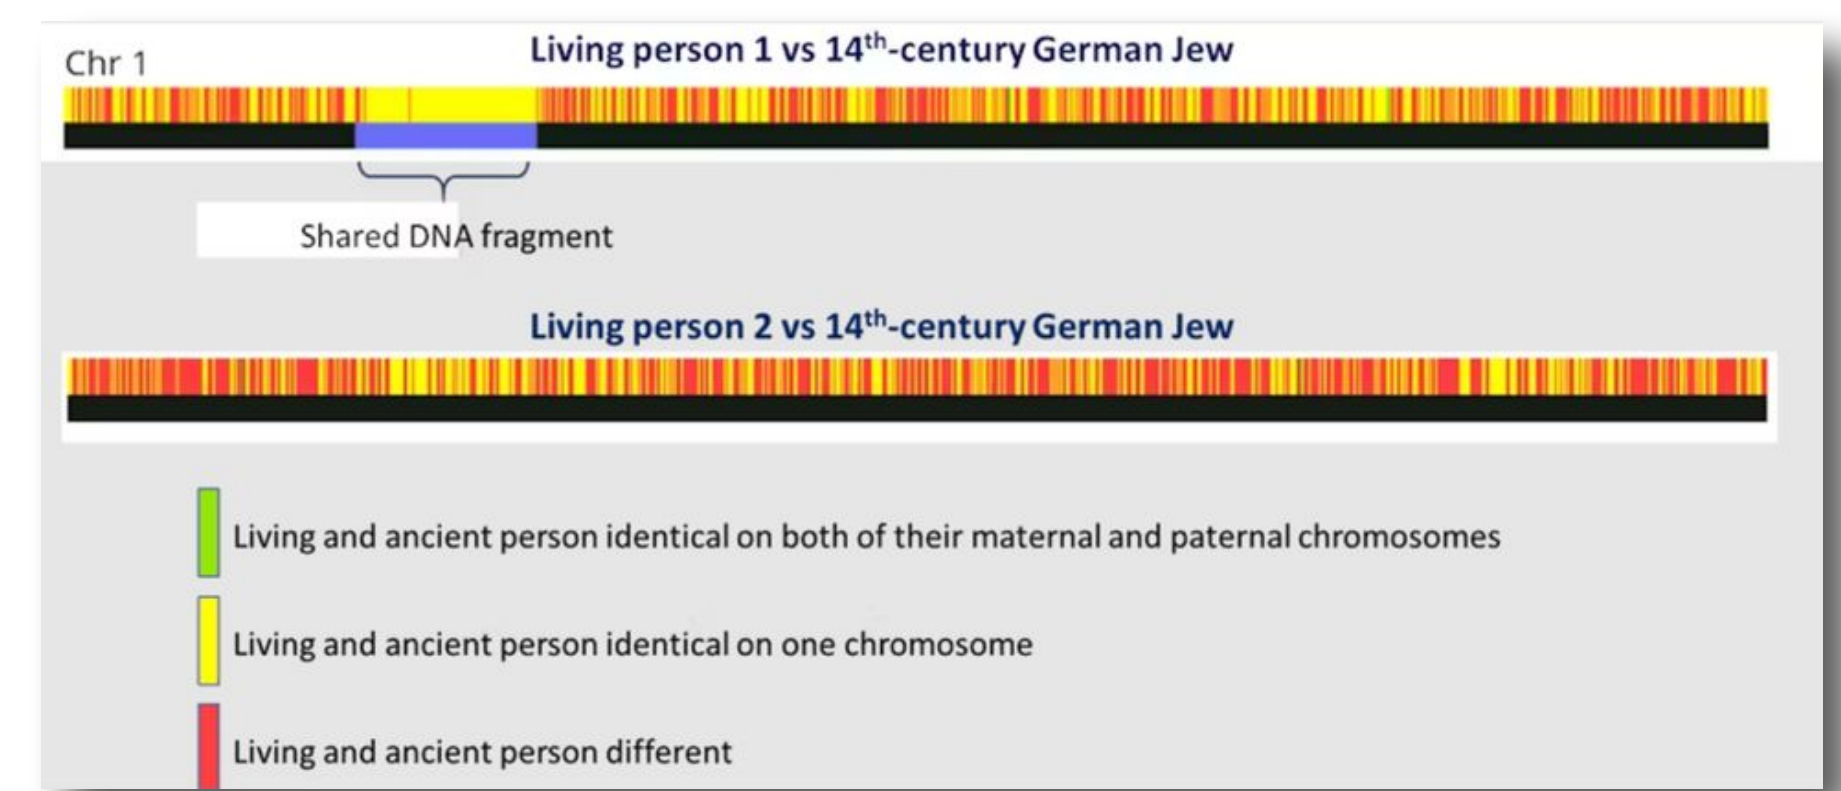 Living person 1 vs 14th-century German Jew
Chr 1
Shared DNA fragment
Living person 2 vs 14th-century German Jew
Living and ancient person identical on both of their maternal and paternal chromosomes
Living and ancient person identical on one chromosome
Living and ancient person different